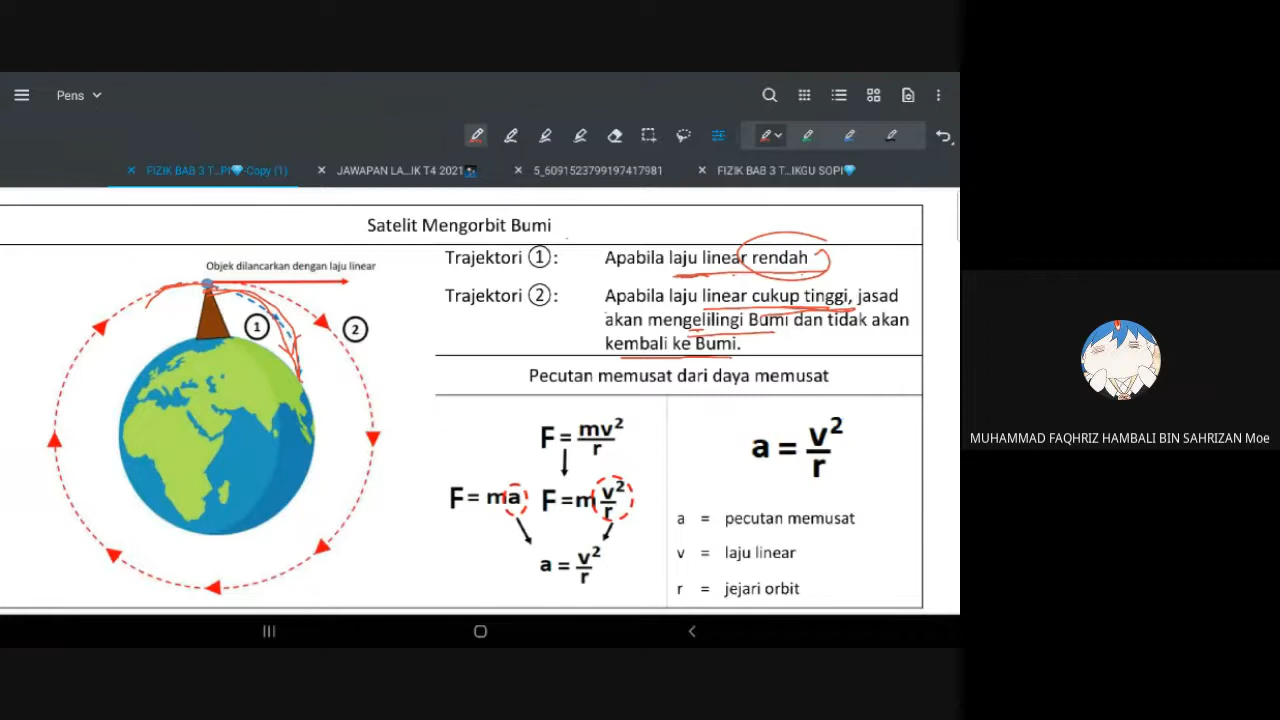 Pens
FIZIK BAB 3 T...PI💎-Copy (1)
JAWAPAN LA...IK T4 2021
5_6091523799197417981
FIZIK BAB 3 T...IKGU SOPI💎
Satelit Mengorbit Bumi
Objek dilancarkan dengan laju linear
1
2
Trajektori ①: Apabila laju linear rendah
Trajektori ②: Apabila laju linear cukup tinggi, jasad
akan mengelilingi Bumi dan tidak akan
kembali ke Bumi.
Pecutan memusat dari daya memusat
F = mv²/r
F = ma F = m v²/r
a = v²/r
a = v²/r
a = pecutan memusat
v = laju linear
r = jejari orbit
MUHAMMAD FAQHRIZ HAMBALI BIN SAHRIZAN Moe